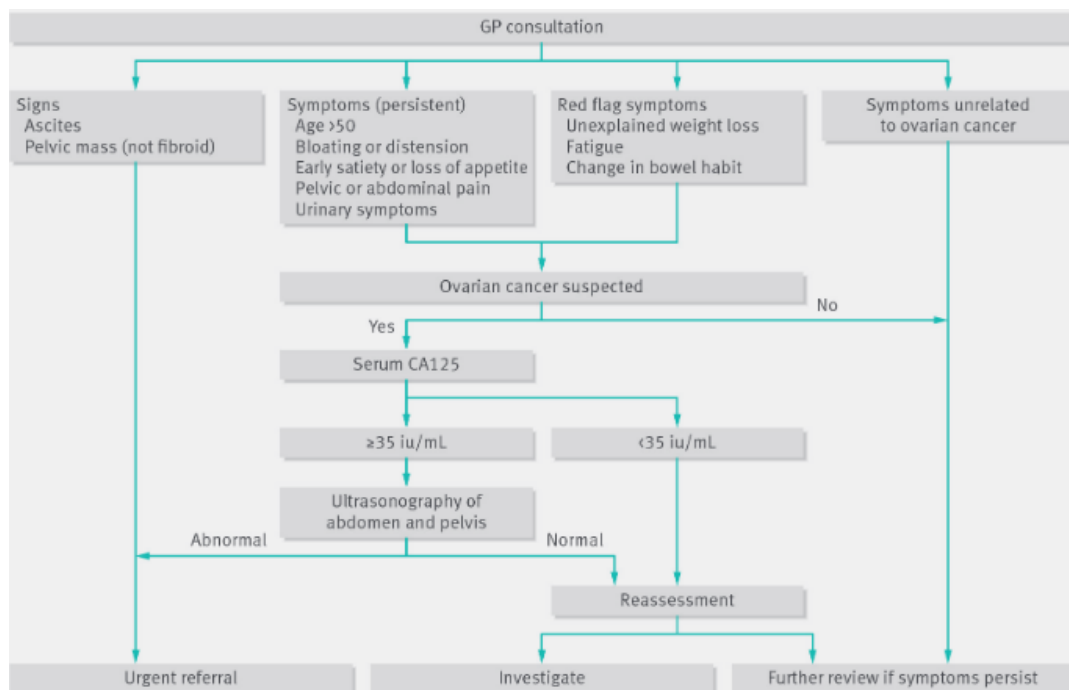 GP consultation
Signs
Ascites
Pelvic mass (not fibroid)
Symptoms (persistent)
Age >50
Bloating or distension
Early satiety or loss of appetite
Pelvic or abdominal pain
Urinary symptoms
Red flag symptoms
Unexplained weight loss
Fatigue
Change in bowel habit
Symptoms unrelated
to ovarian cancer
Ovarian cancer suspected
Yes
No
Serum CA125
≥35 iu/mL
<35 iu/mL
Ultrasonography of
abdomen and pelvis
Abnormal
Normal
Reassessment
Urgent referral
Investigate
Further review if symptoms persist